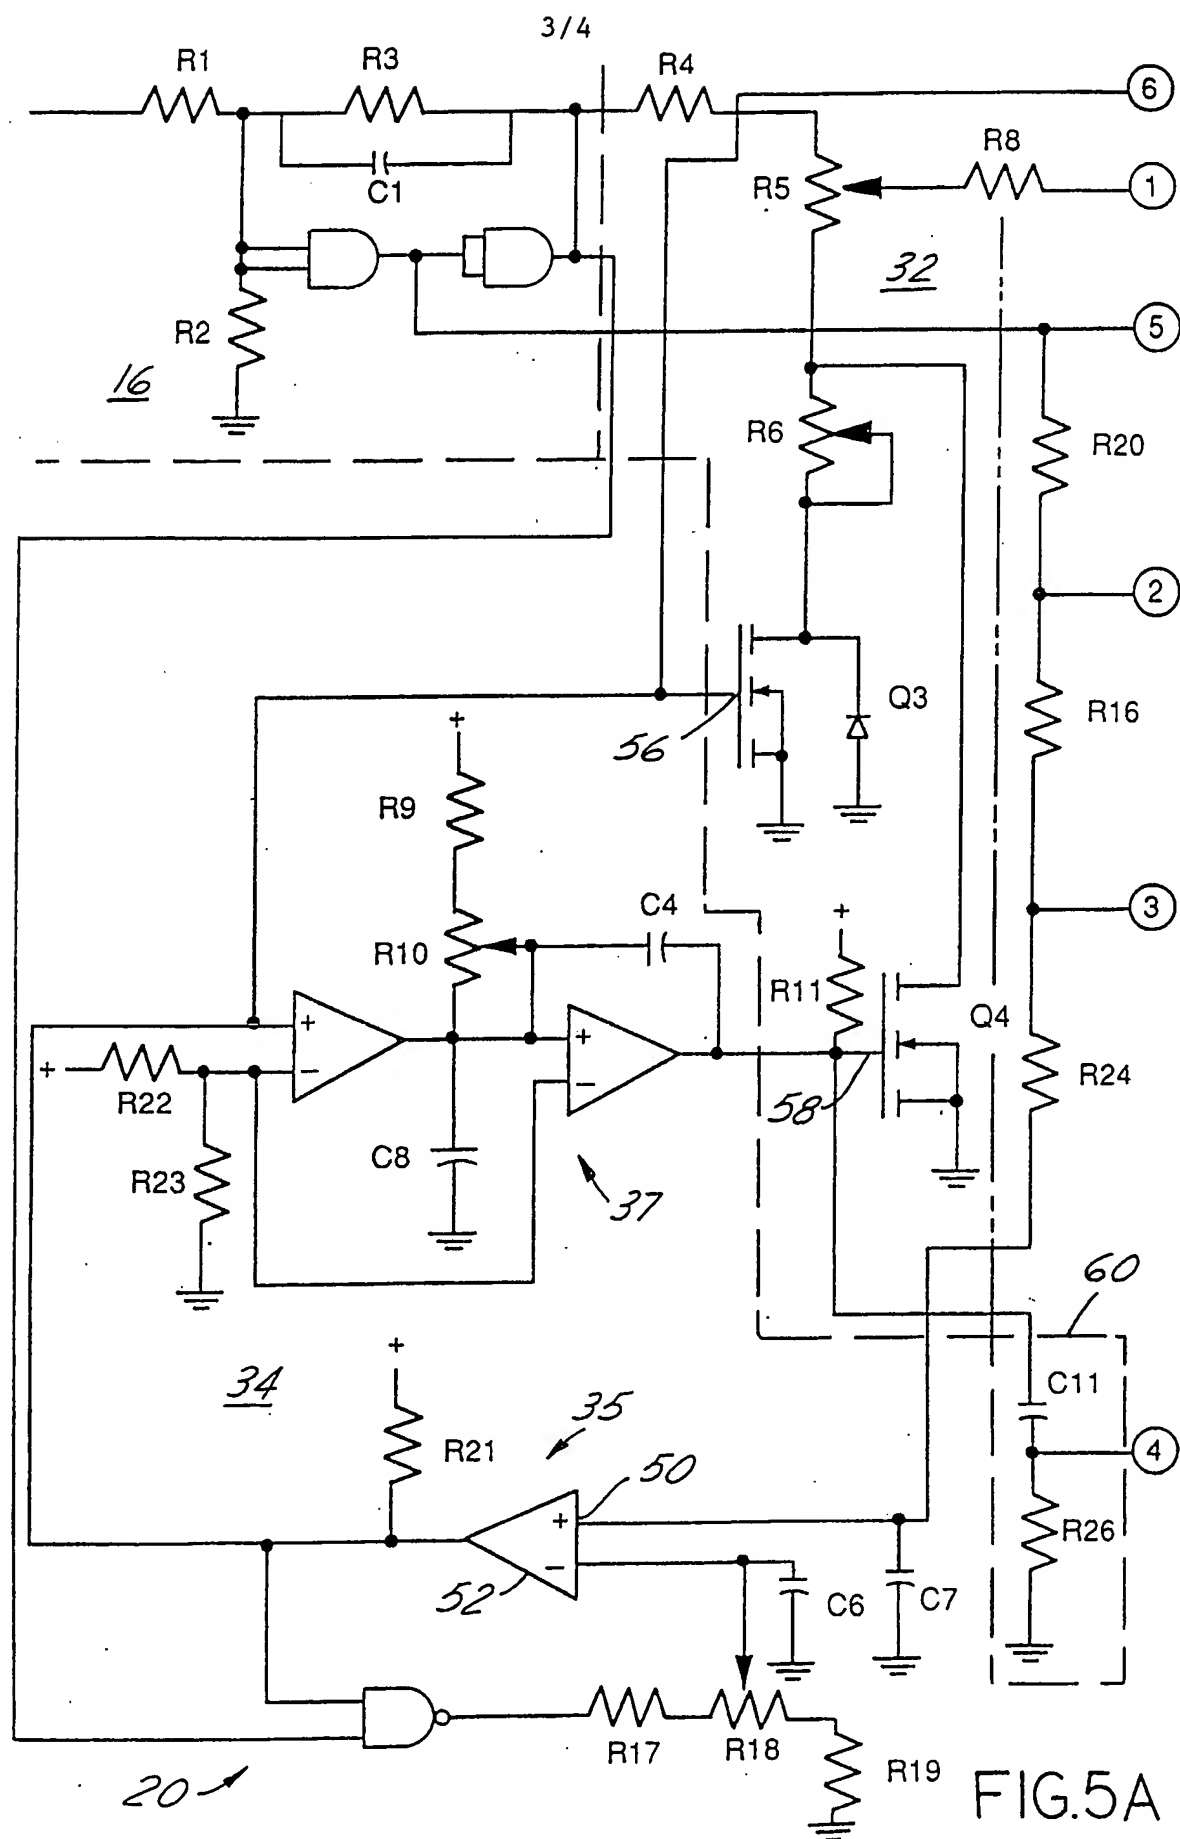 3/4
R1
R3
R4
6
C1
R5
R8
1
32
R2
5
16
R6
R20
2
Q3
R16
56
+
R9
3
C4
+
R10
R11
Q4
+
+
+
−
−
R22
58
R24
C8
R23
37
60
+
34
C11
35
R21
4
50
+
R26
−
52
C6
C7
R17
R18
R19
20
FIG.5A